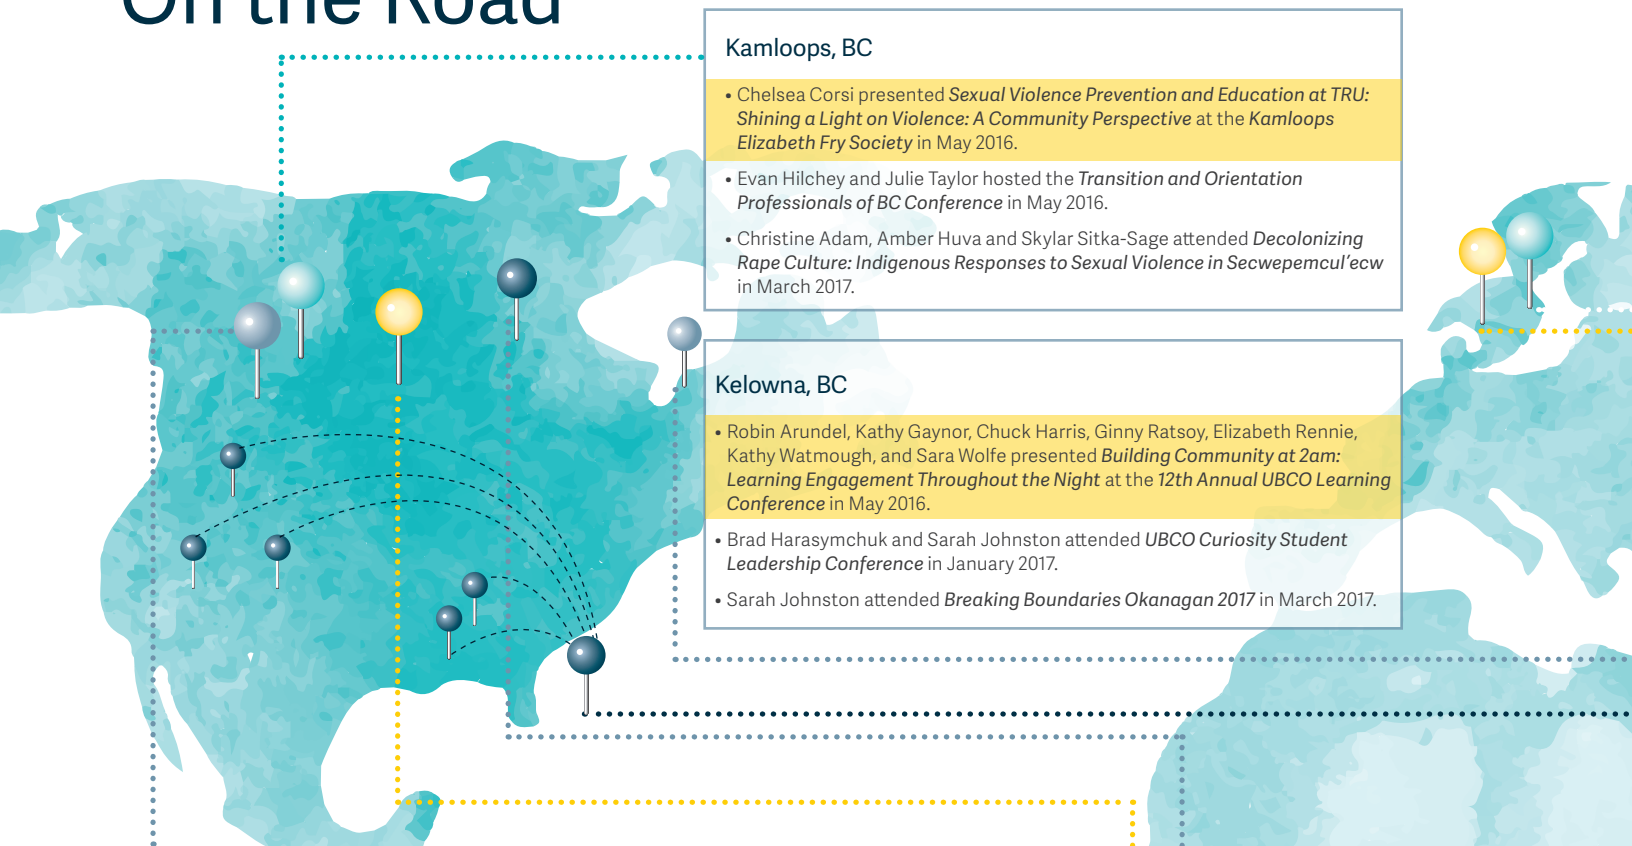 On the Road
Kamloops, BC
• Chelsea Corsi presented Sexual Violence Prevention and Education at TRU:
Shining a Light on Violence: A Community Perspective at the Kamloops
Elizabeth Fry Society in May 2016.
• Evan Hilchey and Julie Taylor hosted the Transition and Orientation
Professionals of BC Conference in May 2016.
• Christine Adam, Amber Huva and Skylar Sitka-Sage attended Decolonizing
Rape Culture: Indigenous Responses to Sexual Violence in Secwepemcul’ecw
in March 2017.
Kelowna, BC
• Robin Arundel, Kathy Gaynor, Chuck Harris, Ginny Ratsoy, Elizabeth Rennie,
Kathy Watmough, and Sara Wolfe presented Building Community at 2am:
Learning Engagement Throughout the Night at the 12th Annual UBCO Learning
Conference in May 2016.
• Brad Harasymchuk and Sarah Johnston attended UBCO Curiosity Student
Leadership Conference in January 2017.
• Sarah Johnston attended Breaking Boundaries Okanagan 2017 in March 2017.